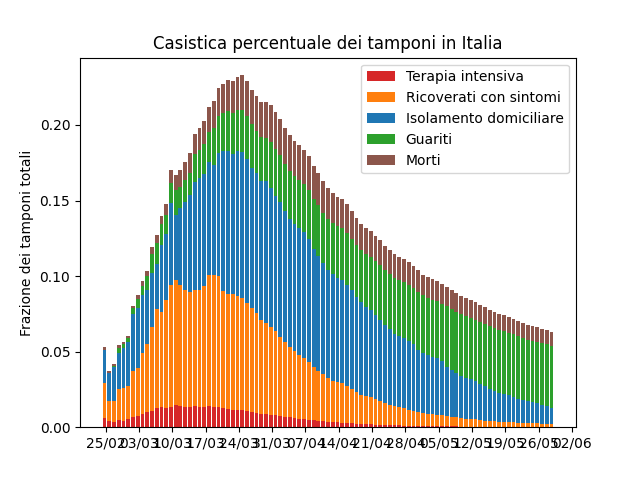 Casistica percentuale dei tamponi in Italia
Terapia intensiva
Ricoverati con sintomi
Isolamento domiciliare
Guariti
Morti
Frazione dei tamponi totali
0.20
0.15
0.10
0.05
0.00
25/02 03/03 10/03 17/03 24/03 31/03 07/04 14/04 21/04 28/04 05/05 12/05 19/05 26/05 02/06